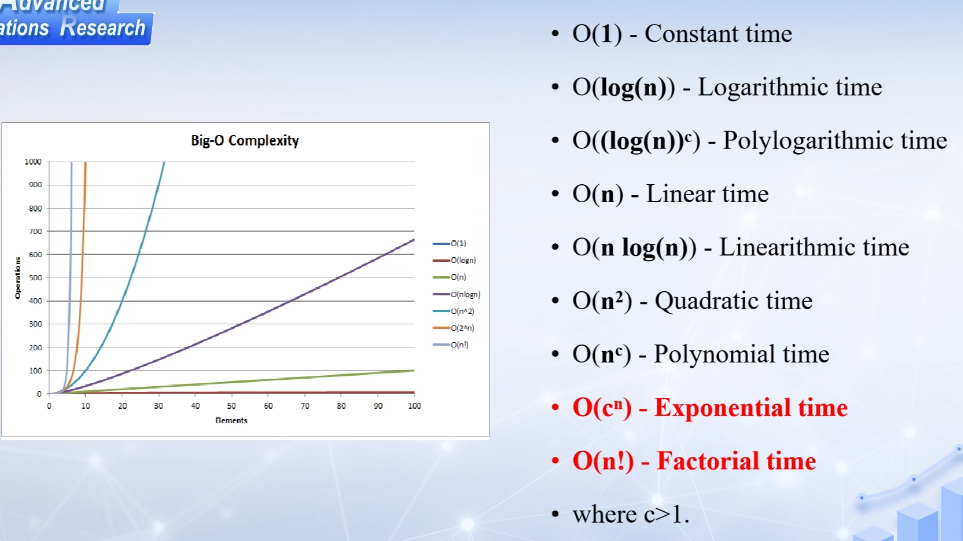 Advanced
ations Research
Big-O Complexity
1000
900
800
700
600
500
400
300
200
100
0
Operations
0 10 20 30 40 50 60 70 80 90 100
Elements
O(1)
O(logn)
O(n)
O(nlogn)
O(n^2)
O(2^n)
O(n!)
• O(1) - Constant time
• O(log(n)) - Logarithmic time
• O((log(n))ᶜ) - Polylogarithmic time
• O(n) - Linear time
• O(n log(n)) - Linearithmic time
• O(n²) - Quadratic time
• O(nᶜ) - Polynomial time
• O(cⁿ) - Exponential time
• O(n!) - Factorial time
• where c>1.